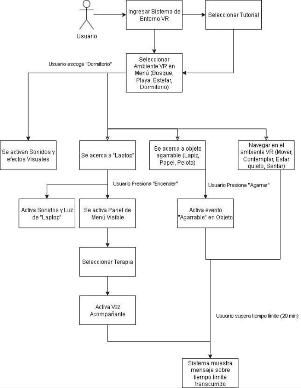 Usuario
Ingresar Sistema de
Entorno VR
Seleccionar Tutorial
Seleccionar
Ambiente VR en
Menú (Bosque,
Playa, Estelar,
Dormitorio)
Usuario escoge "Dormitorio"
Se activan Sonidos y
efectos Visuales
Se acerca a "Laptop"
Se acerca a objeto
agarrable (Lapiz,
Papel, Pelota)
Navegar en el
ambiente VR (Mover,
Contemplar, Estar
quieto, Sentar)
Usuario Presiona "Encender"
Usuario Presiona "Agarrar"
Activa Sonidos y Luz
de "Laptop"
Se activa Panel de
Menú Visible
Activa evento
"Agarrable" en Objeto
Seleccionar Terapia
Activa Voz
Acompañante
Usuario supera tiempo límite (20 min)
Sistema muestra
mensaje sobre
tiempo límite
transcurrido